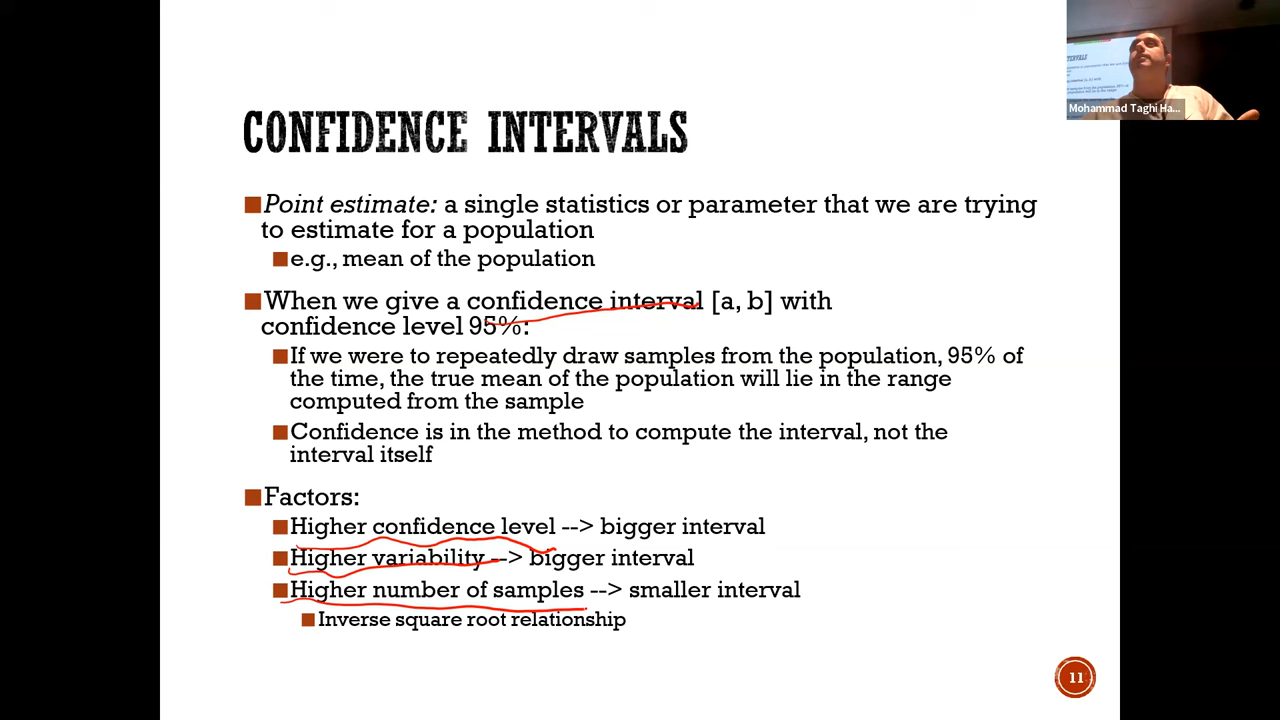 CONFIDENCE INTERVALS
Point estimate: a single statistics or parameter that we are trying
to estimate for a population
e.g., mean of the population
When we give a confidence interval [a, b] with
confidence level 95%:
If we were to repeatedly draw samples from the population, 95% of
the time, the true mean of the population will lie in the range
computed from the sample
Confidence is in the method to compute the interval, not the
interval itself
Factors:
Higher confidence level --> bigger interval
Higher variability --> bigger interval
Higher number of samples --> smaller interval
Inverse square root relationship
11
Mohammad Taghi Ha...